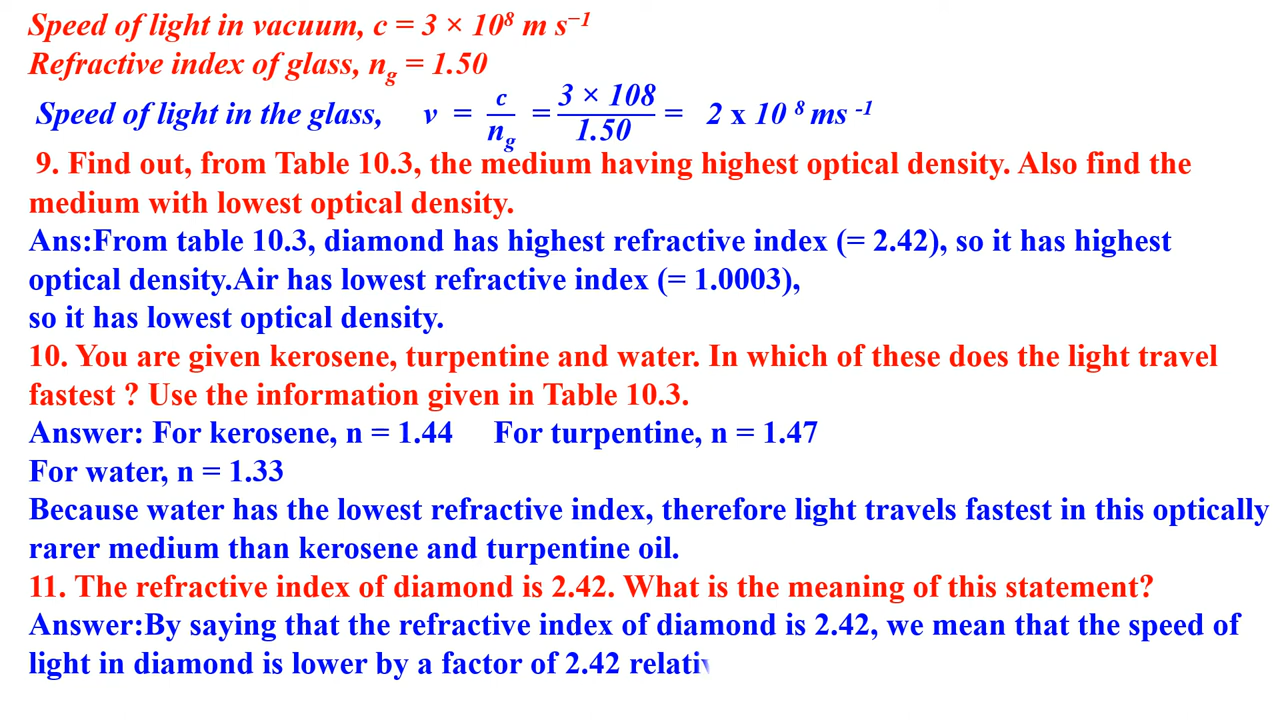 Speed of light in vacuum, c = 3 × 10⁸ m s⁻¹
Refractive index of glass, n_g = 1.50
Speed of light in the glass, v = c/n_g = 3 × 108/1.50 = 2 x 10 ⁸ ms ⁻¹
9. Find out, from Table 10.3, the medium having highest optical density. Also find the
medium with lowest optical density.
Ans:From table 10.3, diamond has highest refractive index (= 2.42), so it has highest
optical density.Air has lowest refractive index (= 1.0003),
so it has lowest optical density.
10. You are given kerosene, turpentine and water. In which of these does the light travel
fastest ? Use the information given in Table 10.3.
Answer: For kerosene, n = 1.44 For turpentine, n = 1.47
For water, n = 1.33
Because water has the lowest refractive index, therefore light travels fastest in this optically
rarer medium than kerosene and turpentine oil.
11. The refractive index of diamond is 2.42. What is the meaning of this statement?
Answer:By saying that the refractive index of diamond is 2.42, we mean that the speed of
light in diamond is lower by a factor of 2.42